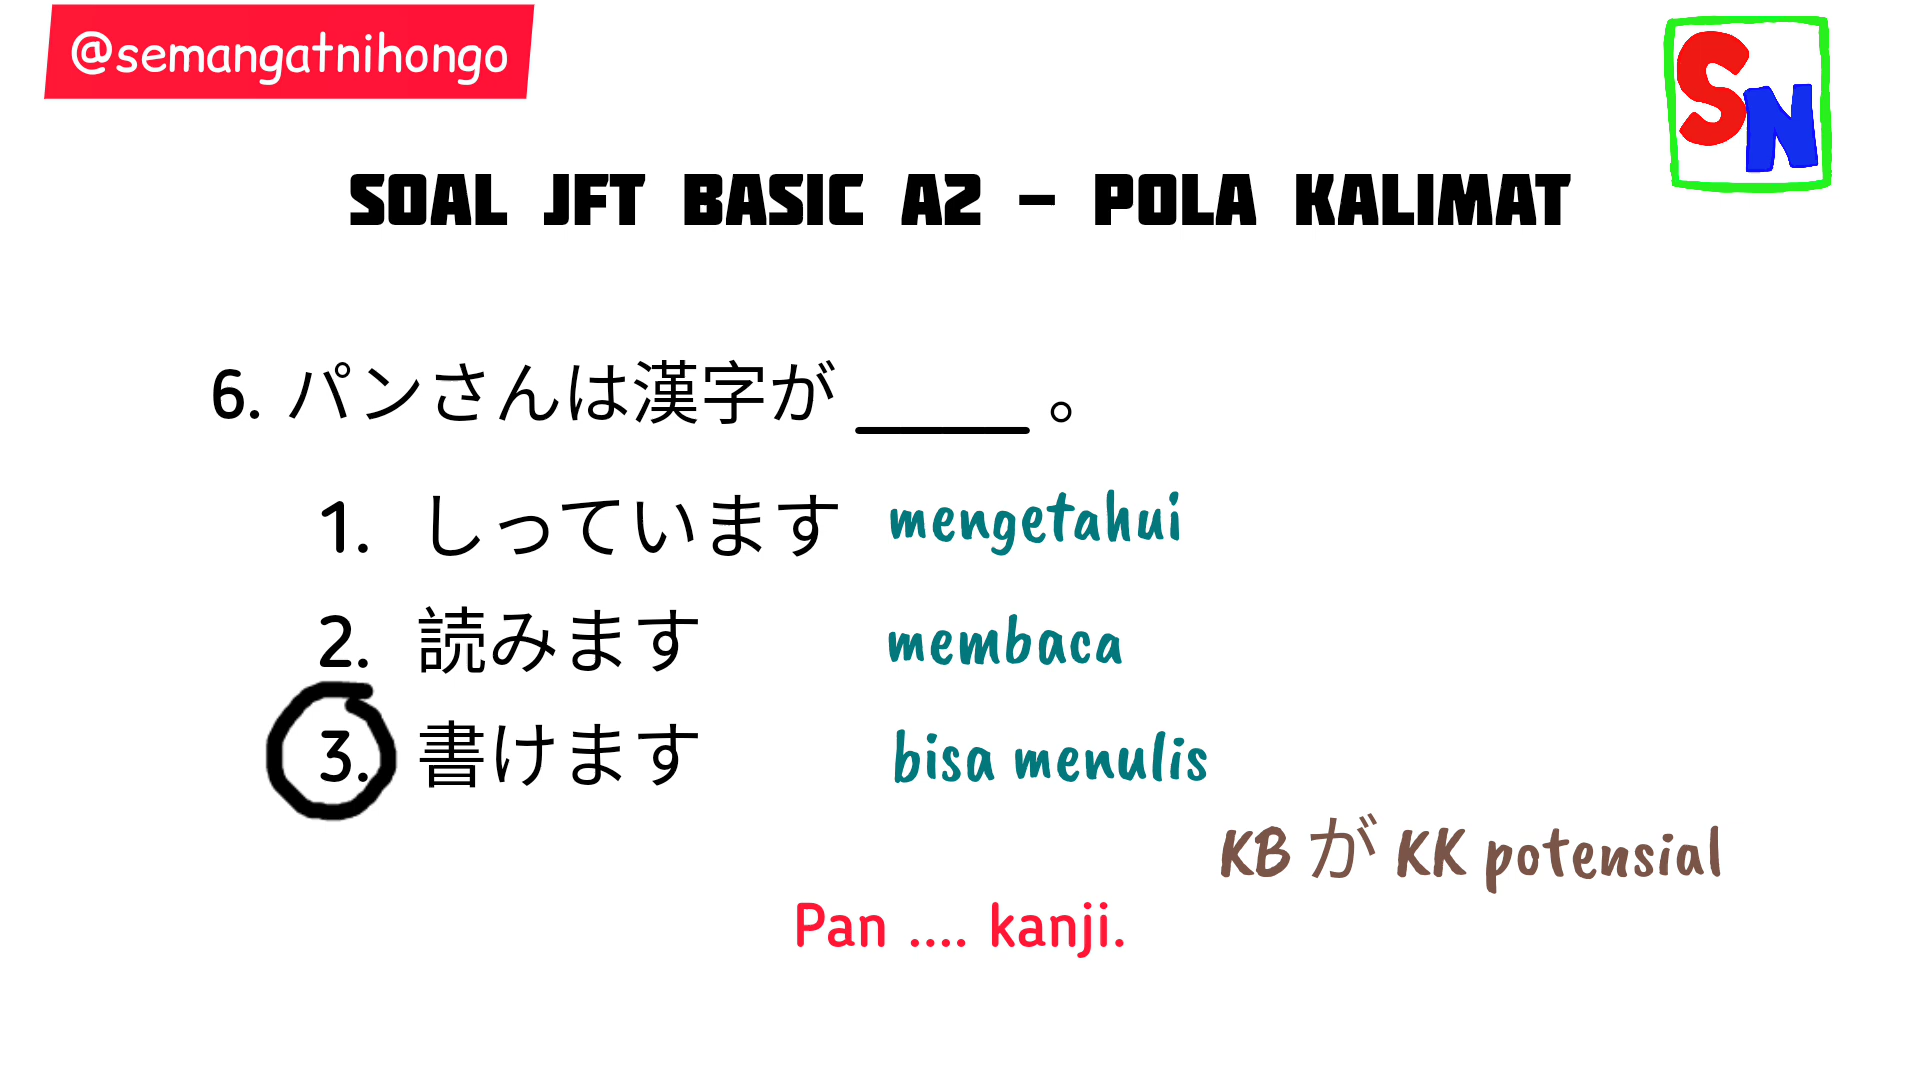 @semangatnihongo
SN
SOAL JFT BASIC A2 - POLA KALIMAT
6. パンさんは漢字が _____ 。
1. しっています mengetahui
2. 読みます membaca
3. 書けます bisa menulis
KB が KK potensial
Pan .... kanji.